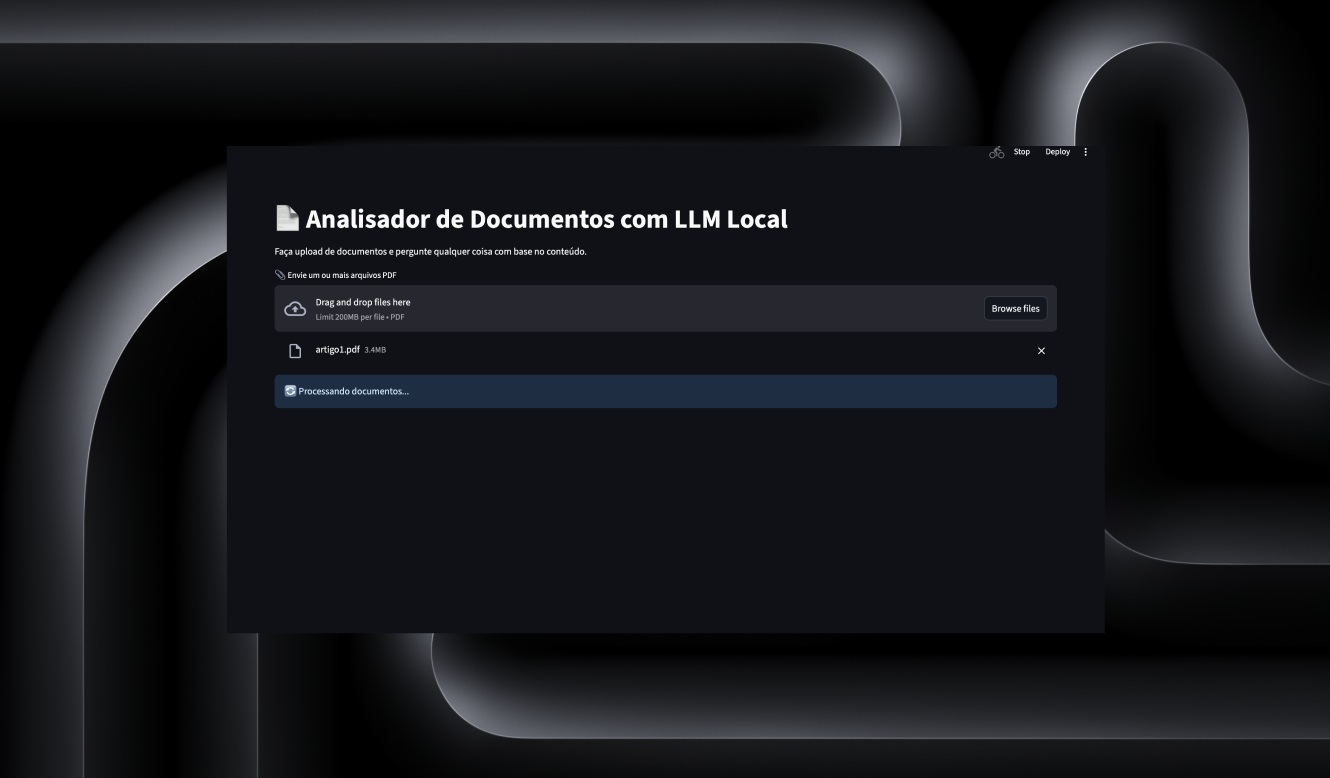 Stop Deploy
Analisador de Documentos com LLM Local
Faça upload de documentos e pergunte qualquer coisa com base no conteúdo.
Envie um ou mais arquivos PDF
Drag and drop files here
Limit 200MB per file • PDF
Browse files
artigo1.pdf 3.4MB
Processando documentos...